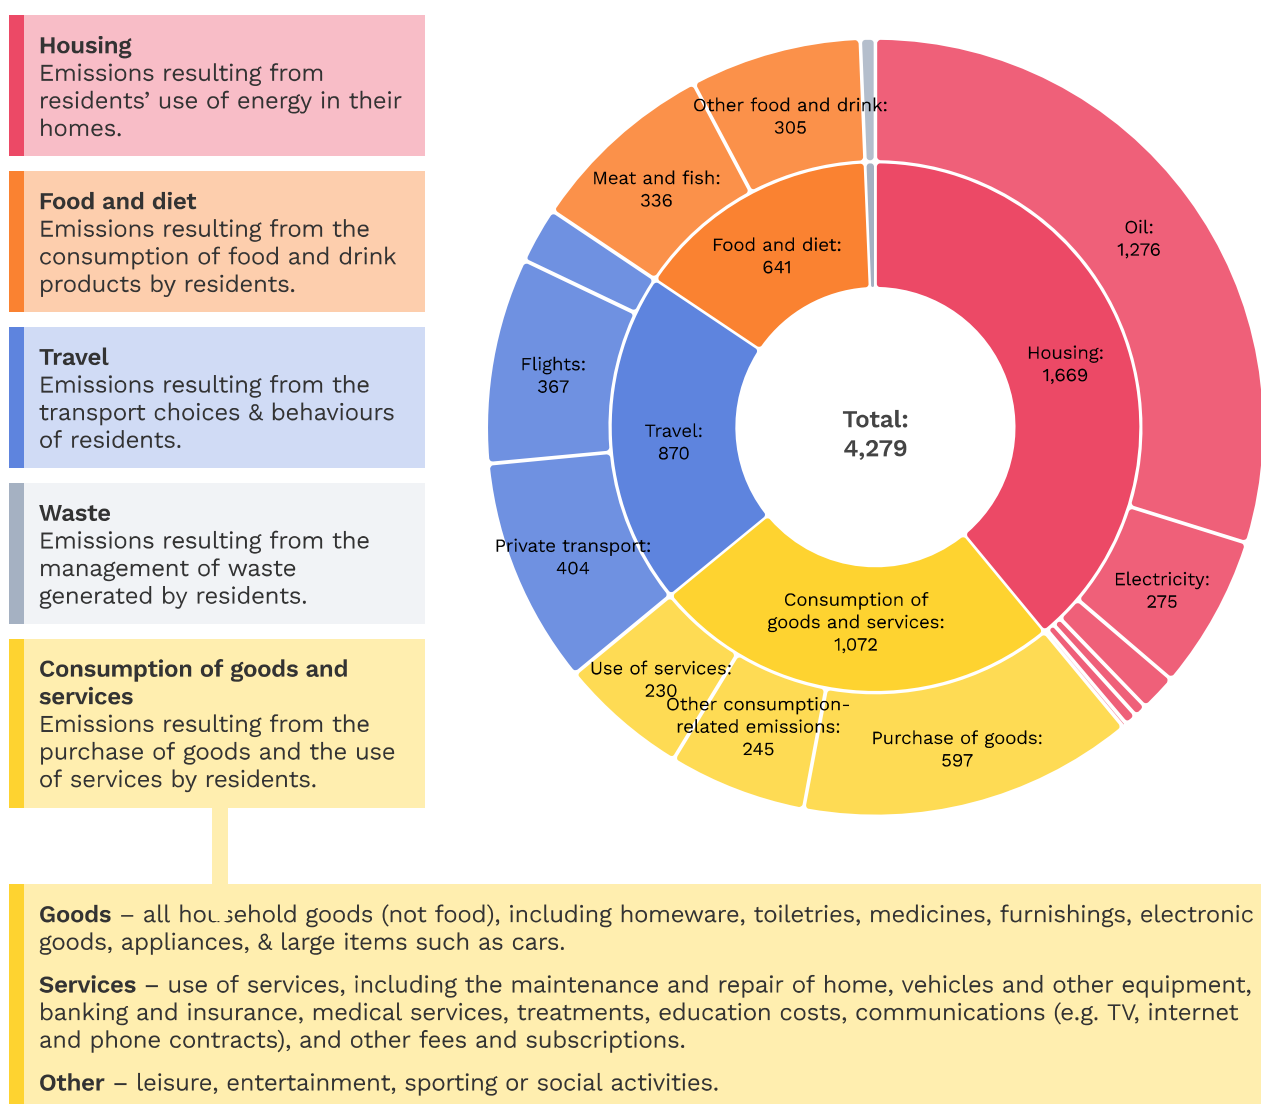 Housing
Emissions resulting from
residents’ use of energy in their
homes.
Food and diet
Emissions resulting from the
consumption of food and drink
products by residents.
Travel
Emissions resulting from the
transport choices & behaviours
of residents.
Waste
Emissions resulting from the
management of waste
generated by residents.
Consumption of goods and
services
Emissions resulting from the
purchase of goods and the use
of services by residents.
Other food and drink:
305
Meat and fish:
336
Food and diet:
641
Oil:
1,276
Housing:
1,669
Flights:
367
Travel:
870
Total:
4,279
Private transport:
404
Electricity:
275
Consumption of
goods and services:
1,072
Use of services:
230
Other consumption-
related emissions:
245
Purchase of goods:
597
Goods – all household goods (not food), including homeware, toiletries, medicines, furnishings, electronic
goods, appliances, & large items such as cars.
Services – use of services, including the maintenance and repair of home, vehicles and other equipment,
banking and insurance, medical services, treatments, education costs, communications (e.g. TV, internet
and phone contracts), and other fees and subscriptions.
Other – leisure, entertainment, sporting or social activities.